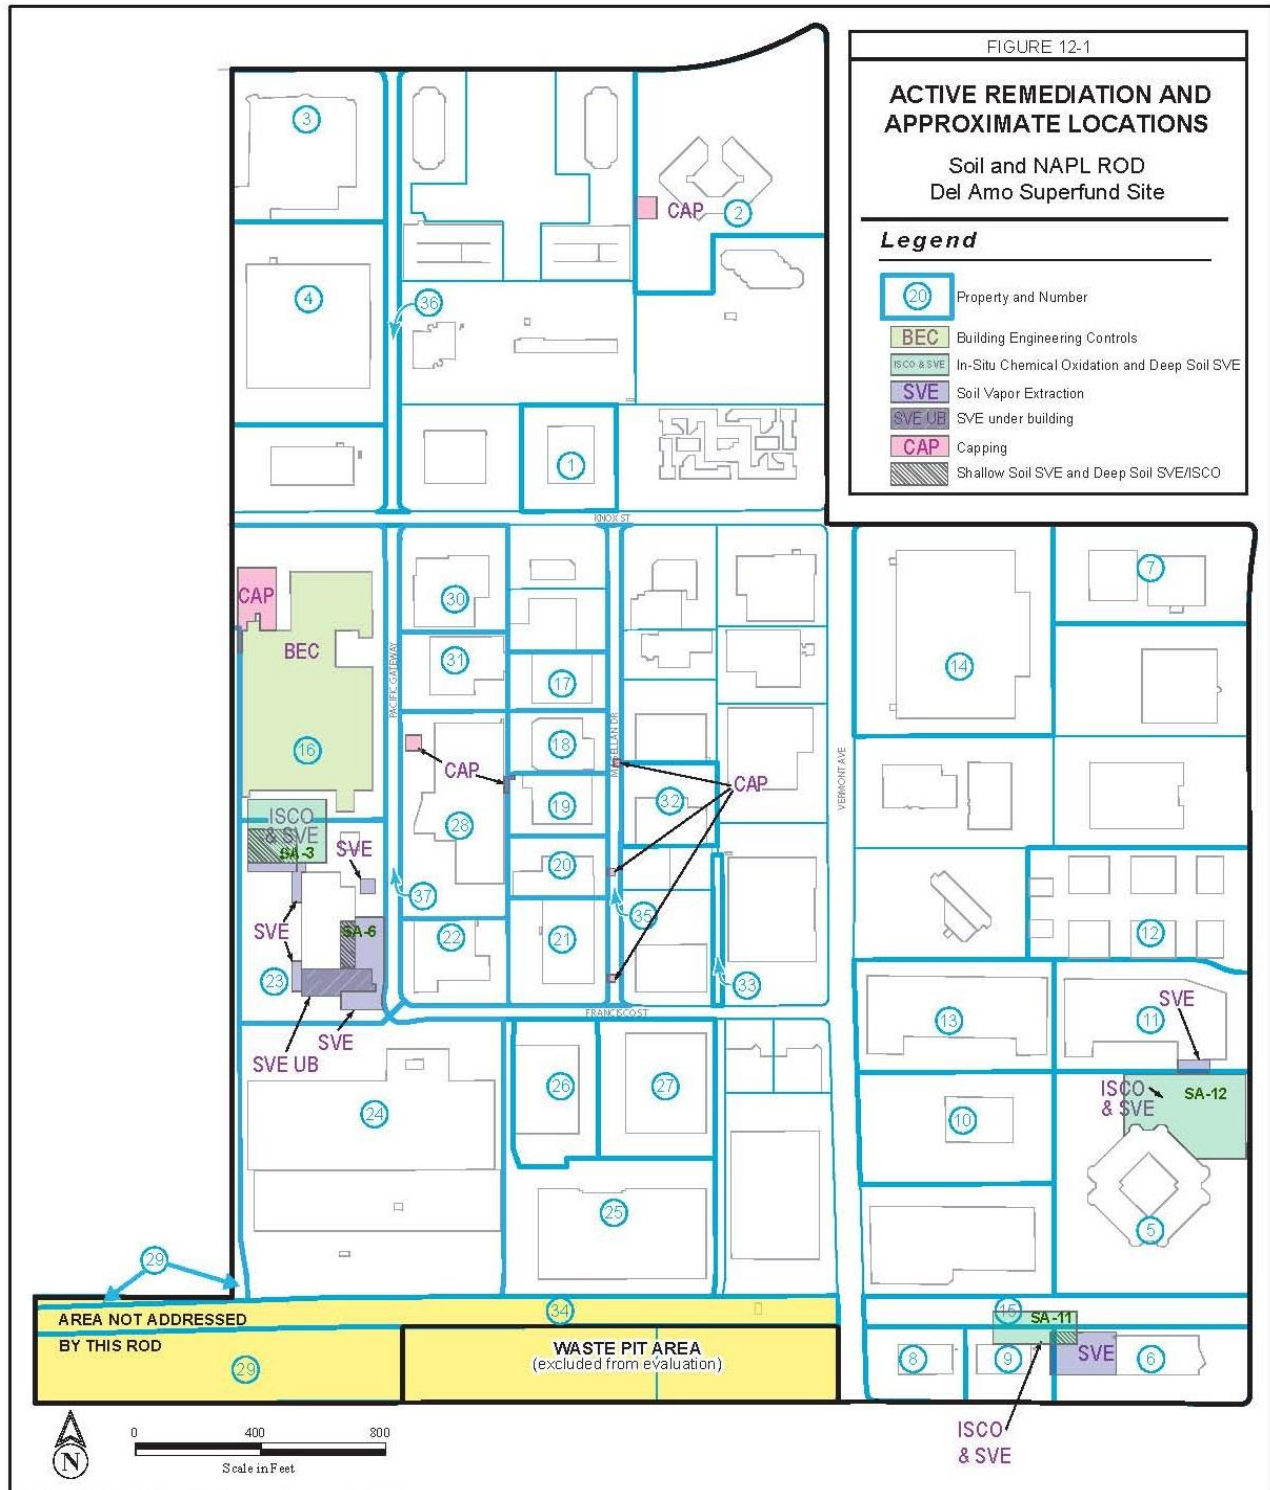 FIGURE 12-1
ACTIVE REMEDIATION AND
APPROXIMATE LOCATIONS
Soil and NAPL ROD
Del Amo Superfund Site
Legend
20 Property and Number
BEC Building Engineering Controls
ISCO & SVE In-Situ Chemical Oxidation and Deep Soil SVE
SVE Soil Vapor Extraction
SVE UB SVE under building
CAP Capping
Shallow Soil SVE and Deep Soil SVE/ISCO
3
CAP
2
4
36
1
KNOX ST
CAP
30
7
BEC
31
PACIFIC GATEWAY
17
14
16
18
MAGELLAN DR
CAP
CAP
VERMONT AVE
19
32
ISCO
& SVE
28
SA-3
SVE
20
37
35
SVE
SA-6
22
21
12
23
33
SVE
FRANCISCO ST
13
11
SVE
SVE UB
26
27
ISCO
& SVE
SA-12
24
10
25
5
29
34
15
AREA NOT ADDRESSED
BY THIS ROD
SA-11
WASTE PIT AREA
(excluded from evaluation)
29
8
9
SVE
6
ISCO
& SVE
N
0 400 800
Scale in Feet